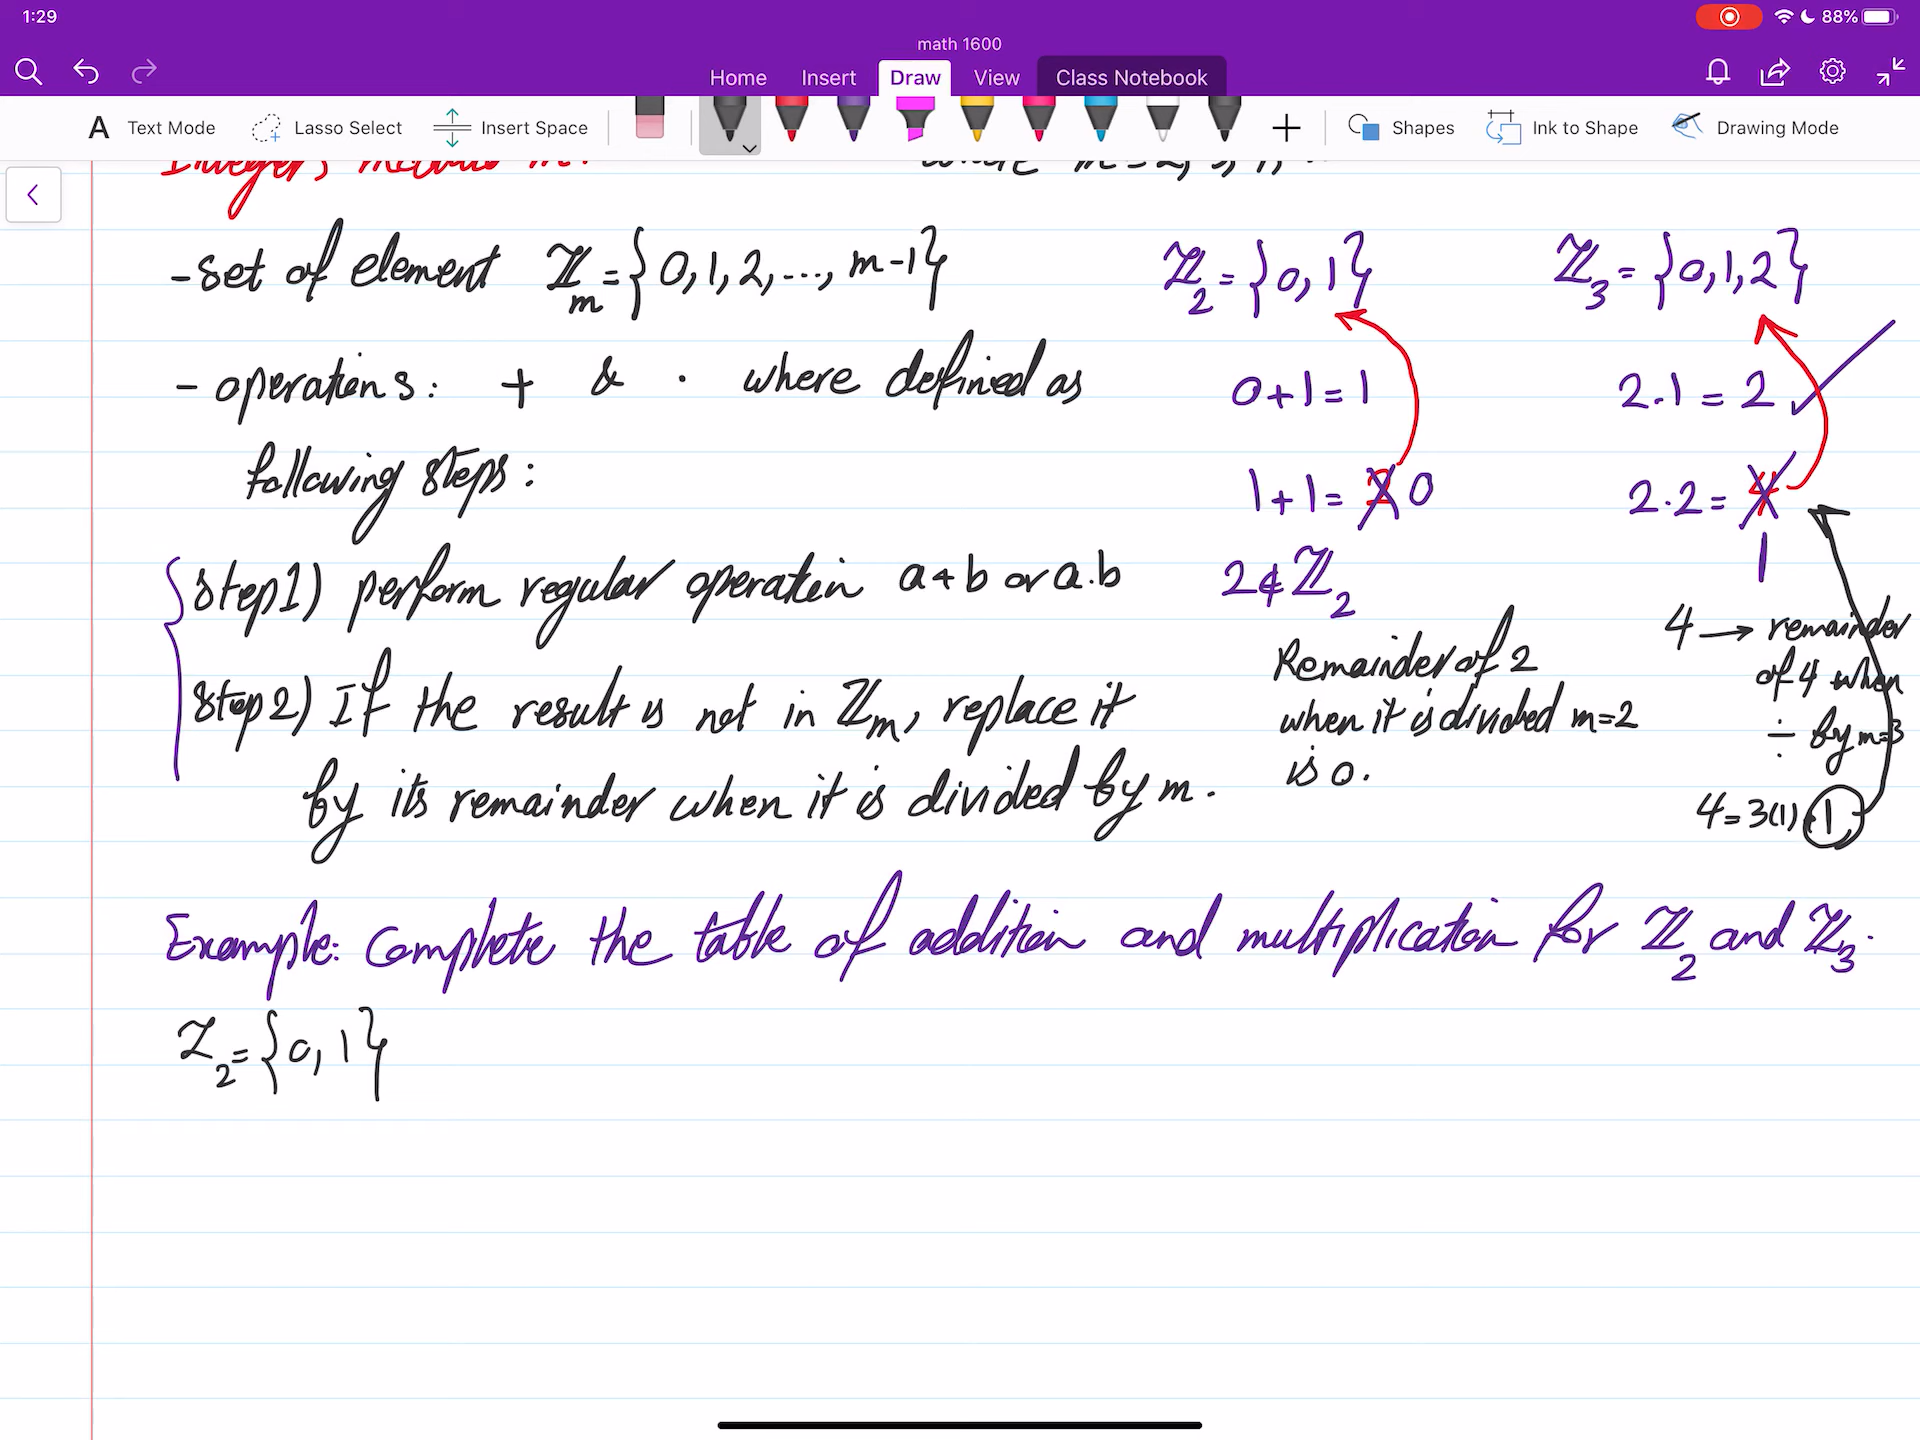 1:29
88%
math 1600
Home Insert Draw View Class Notebook
A Text Mode Lasso Select Insert Space Shapes Ink to Shape Drawing Mode
Integers modulo m:
where m = 2, 3,
- set of element ℤm = {0, 1, 2, ..., m-1}
ℤ2 = {0, 1}
ℤ3 = {0, 1, 2}
- operations: + & · where defined as
following steps:
0+1 = 1
1+1 = 2 0
2 ∉ ℤ2
2·1 = 2 ✓
2·2 = 4
1
Step1) perform regular operation a+b or a.b
Step2) If the result is not in ℤm, replace it
by its remainder when it is divided by m.
Remainder of 2
when it is divided m=2
is 0.
4 → remainder
of 4 when
÷ by m=3
4 = 3(1)+1
Example: Complete the table of addition and multiplication for ℤ2 and ℤ3.
ℤ2 = {0, 1}